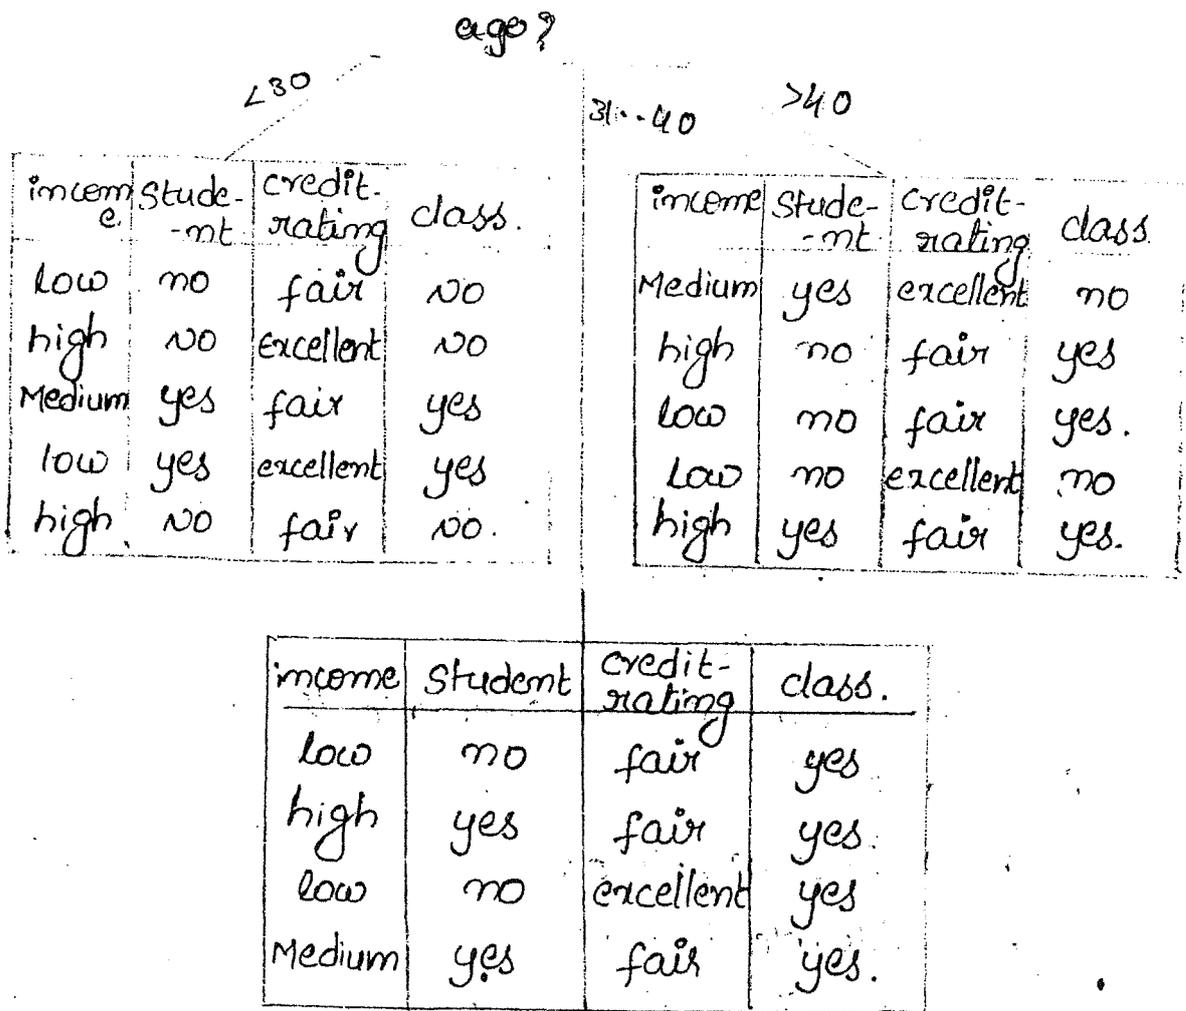 age?
<30
31..40
>40
income. Stude- credit- class.
-nt rating
low no fair NO
high NO Excellent NO
Medium yes fair yes
low yes excellent yes
high. NO fair NO.
income Stude- Credit- class.
-nt rating
Medium yes excellent no
high no fair yes
low no fair yes.
Low no excellent no
high yes fair yes.
income Student credit- class.
rating
low no fair yes
high yes fair yes.
low no excellent yes
Medium yes fair yes.